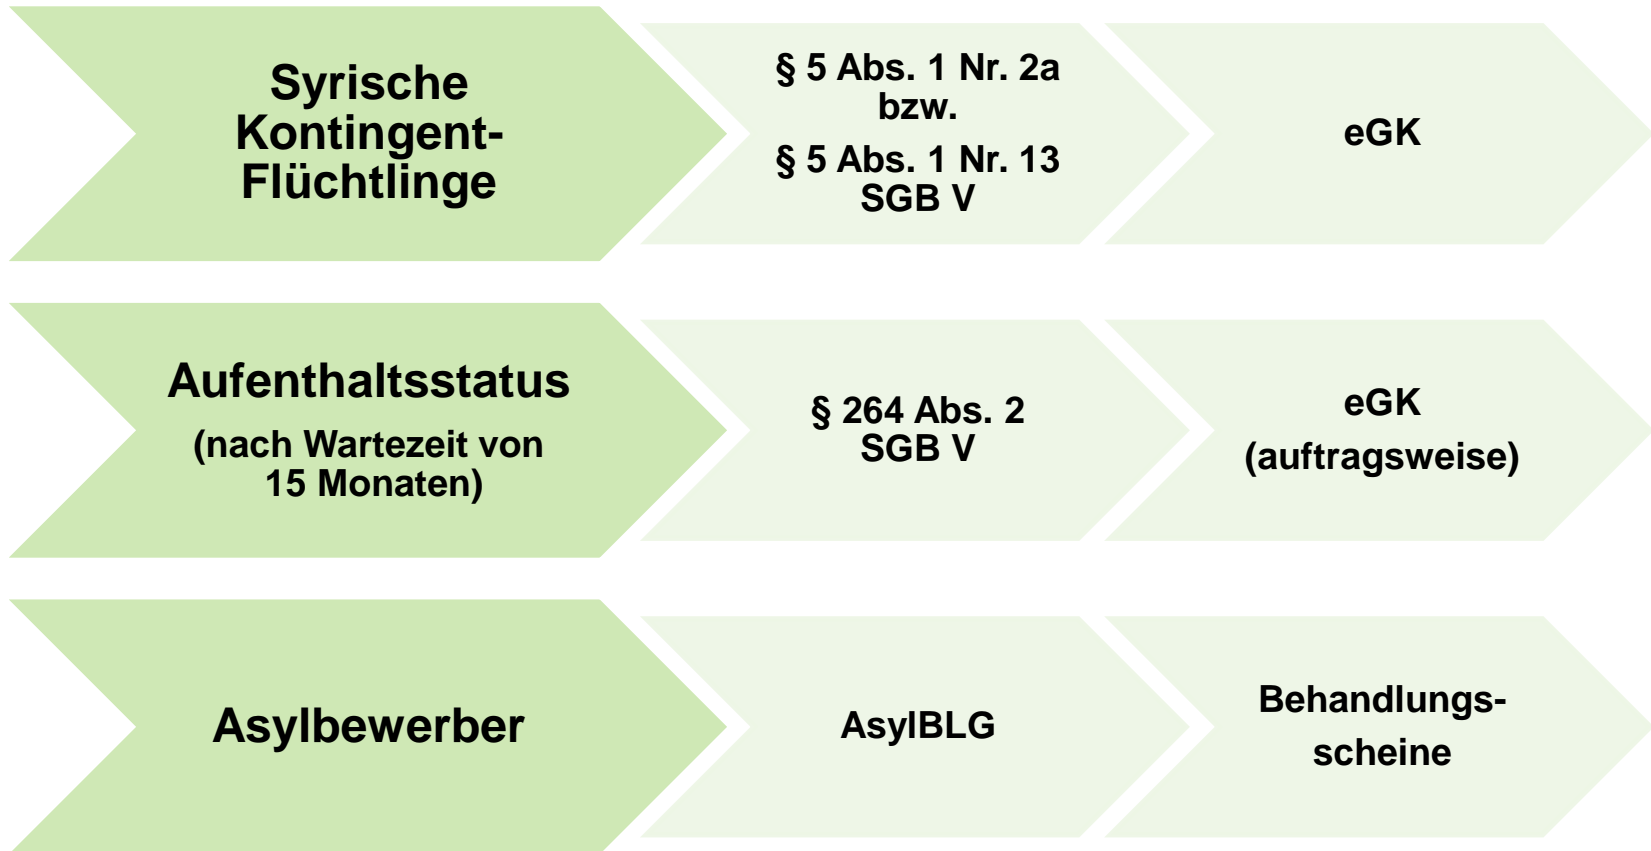 Syrische
Kontingent-
Flüchtlinge
§ 5 Abs. 1 Nr. 2a
bzw.
§ 5 Abs. 1 Nr. 13
SGB V
eGK
Aufenthaltsstatus
(nach Wartezeit von
15 Monaten)
§ 264 Abs. 2
SGB V
eGK
(auftragsweise)
Asylbewerber
AsylBLG
Behandlungs-
scheine